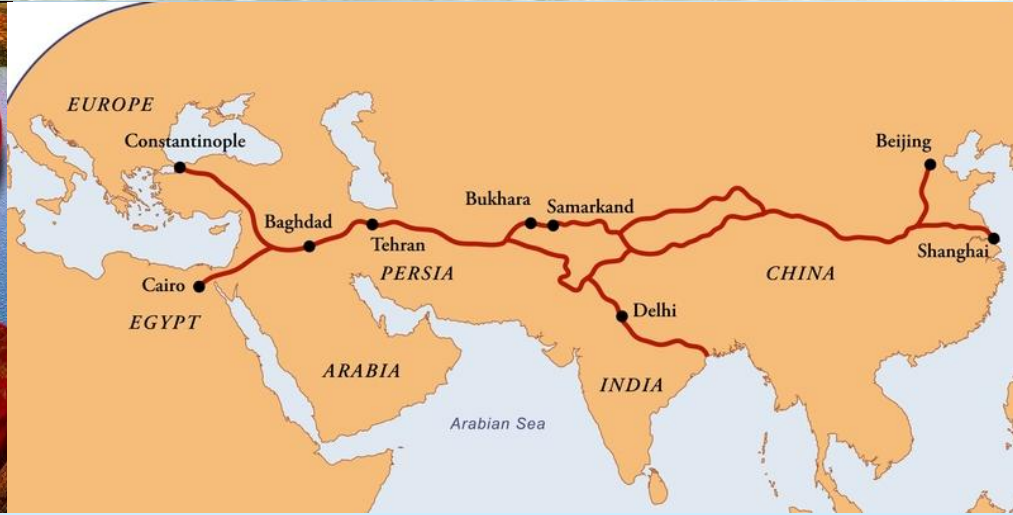 EUROPE
Constantinople
Beijing
Bukhara
Samarkand
Baghdad
Tehran
Shanghai
PERSIA
CHINA
Cairo
Delhi
EGYPT
ARABIA
INDIA
Arabian Sea